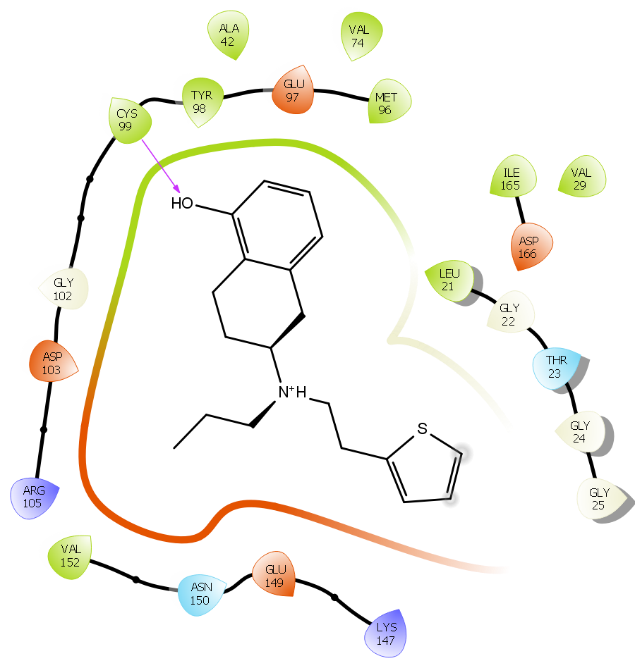 ALA
42
VAL
74
GLU
97
TYR
98
MET
96
CYS
99
ILE
165
VAL
29
HO
ASP
166
LEU
21
GLY
102
GLY
22
ASP
103
THR
23
N+H
S
GLY
24
ARG
105
GLY
25
VAL
152
ASN
150
GLU
149
LYS
147